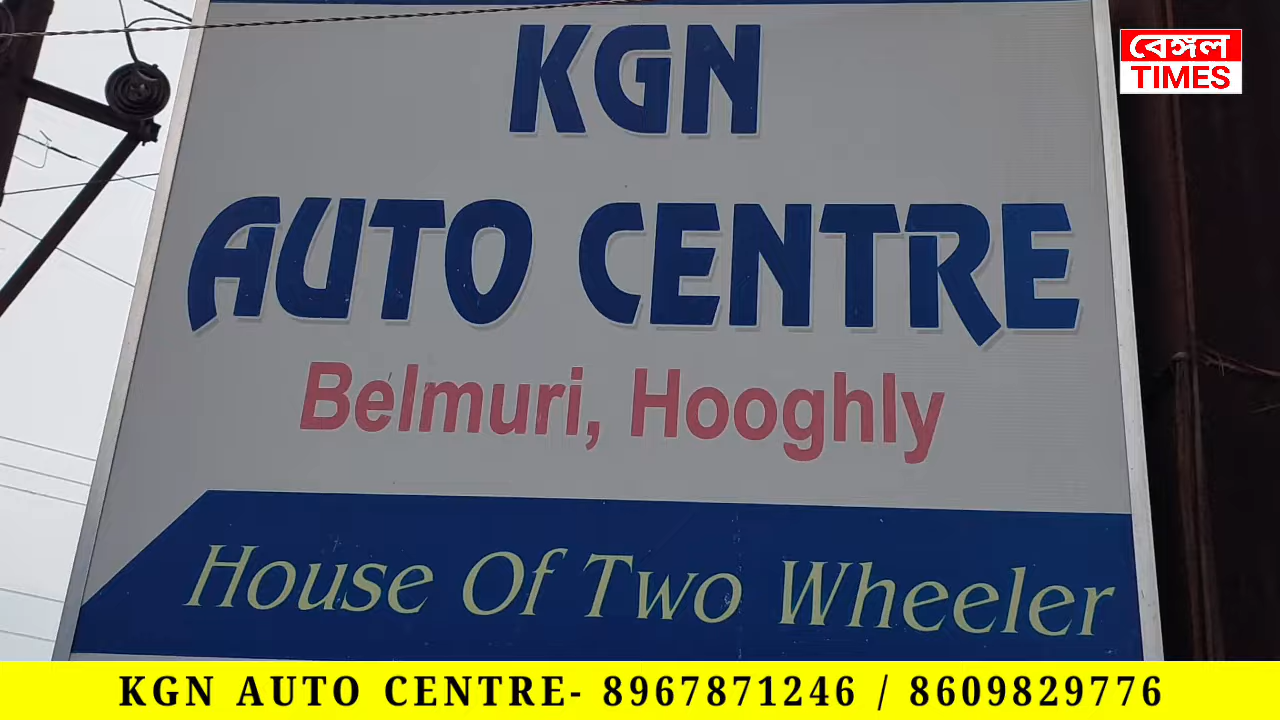 KGN
বেঙ্গল
TIMES
AUTO CENTRE
Belmuri, Hooghly
House Of Two Wheeler
KGN AUTO CENTRE- 8967871246 / 8609829776